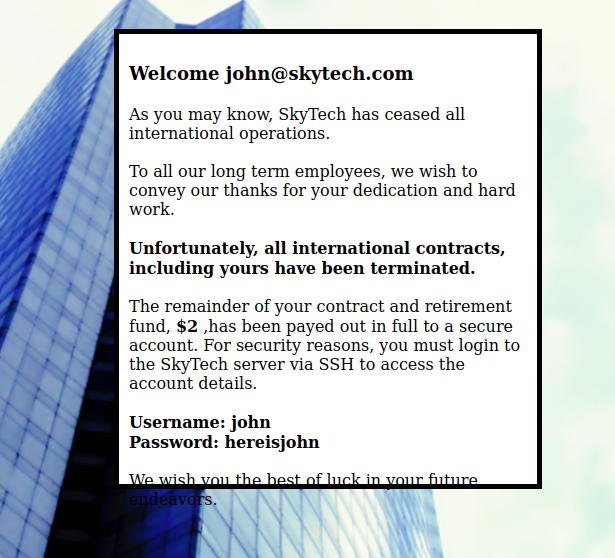 Welcome john@skytech.com
As you may know, SkyTech has ceased all
international operations.
To all our long term employees, we wish to
convey our thanks for your dedication and hard
work.
Unfortunately, all international contracts,
including yours have been terminated.
The remainder of your contract and retirement
fund, $2 ,has been payed out in full to a secure
account. For security reasons, you must login to
the SkyTech server via SSH to access the
account details.
Username: john
Password: hereisjohn
We wish you the best of luck in your future
endeavors.